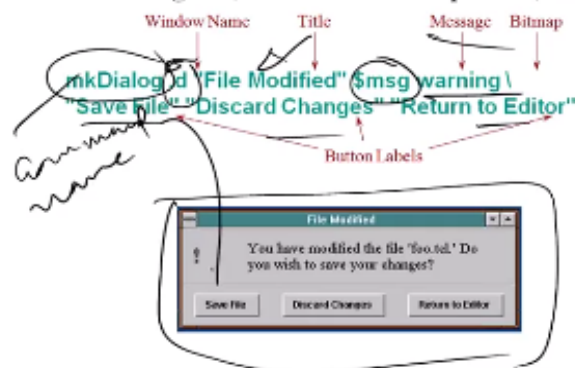 Window Name Title Message Bitmap
mkDialog .d "File Modified" $msg warning \
"Save File" "Discard Changes" "Return to Editor"
Command
name
Button Labels
File Modified
You have modified the file 'foo.tcl.' Do
you wish to save your changes?
Save File Discard Changes Return to Editor